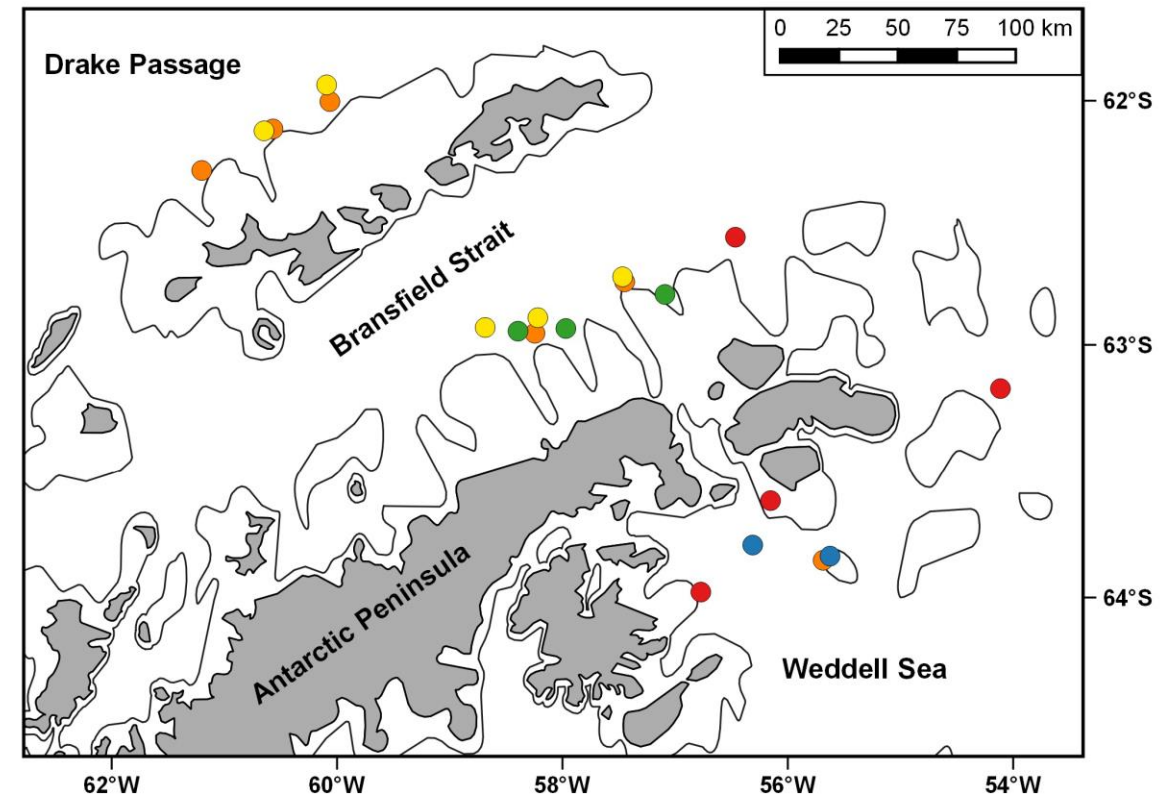 Drake Passage
0 25 50 75 100 km
62°S
Bransfield Strait
63°S
Antarctic Peninsula
64°S
Weddell Sea
62°W 60°W 58°W 56°W 54°W